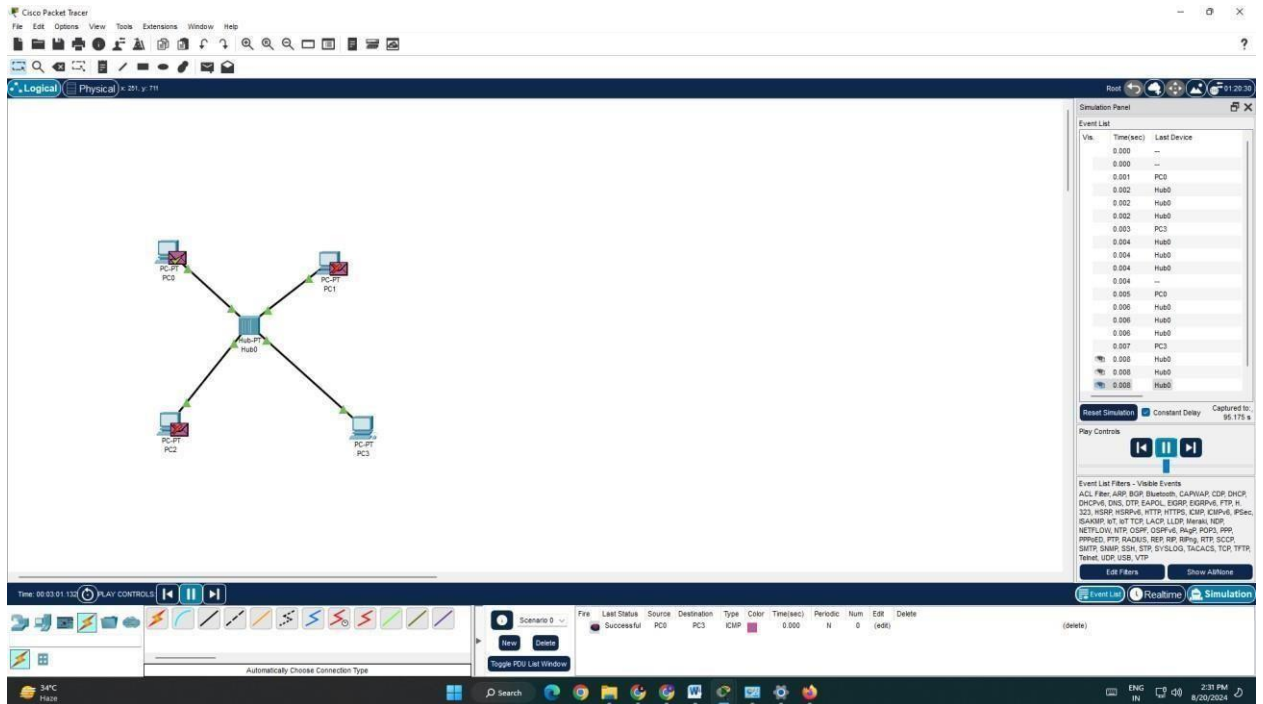 Cisco Packet Tracer
File Edit Options View Tools Extensions Window Help
?
Logical Physical x: 251, y: 711 Root 01:20:30
Simulation Panel
Event List
Vis. Time(sec) Last Device
0.000 --
0.000 --
0.001 PC0
0.002 Hub0
0.002 Hub0
0.002 Hub0
0.003 PC3
0.004 Hub0
0.004 Hub0
0.004 Hub0
0.004 --
0.005 PC0
0.006 Hub0
0.006 Hub0
0.006 Hub0
0.007 PC3
0.008 Hub0
0.008 Hub0
0.008 Hub0
Reset Simulation Constant Delay Captured to:
95.175 s
Play Controls
Event List Filters - Visible Events
ACL Filter, ARP, BGP, Bluetooth, CAPWAP, CDP, DHCP,
DHCPv6, DNS, DTP, EAPOL, EIGRP, EIGRPv6, FTP, H.
323, HSRP, HSRPv6, HTTP, HTTPS, ICMP, ICMPv6, IPSec,
ISAKMP, IoT, IoT TCP, LACP, LLDP, Meraki, NDP,
NETFLOW, NTP, OSPF, OSPFv6, PAgP, POP3, PPP,
PPPoED, PTP, RADIUS, REP, RIP, RIPng, RTP, SCCP,
SMTP, SNMP, SSH, STP, SYSLOG, TACACS, TCP, TFTP,
Telnet, UDP, USB, VTP
Edit Filters Show All/None
PC-PT
PC0
PC-PT
PC1
Hub-PT
Hub0
PC-PT
PC2
PC-PT
PC3
Time: 00:03:01.132 PLAY CONTROLS Event List Realtime Simulation
Scenario 0
New Delete
Toggle PDU List Window
Fire Last Status Source Destination Type Color Time(sec) Periodic Num Edit Delete
Successful PC0 PC3 ICMP 0.000 N 0 (edit) (delete)
Automatically Choose Connection Type
34°C
Haze
Search
ENG
IN
2:31 PM
8/20/2024